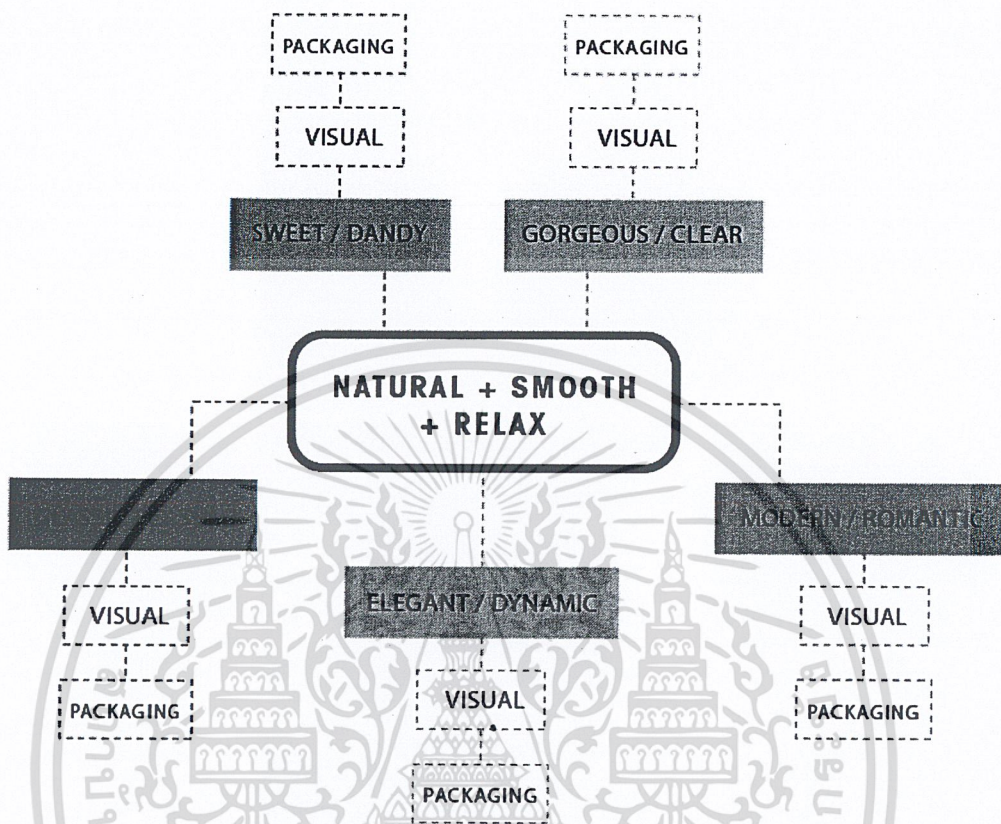 PACKAGING
PACKAGING
VISUAL
VISUAL
SWEET / DANDY
GORGEOUS / CLEAR
NATURAL + SMOOTH
+ RELAX
MODERN / ROMANTIC
ELEGANT / DYNAMIC
VISUAL
VISUAL
VISUAL
PACKAGING
PACKAGING
PACKAGING